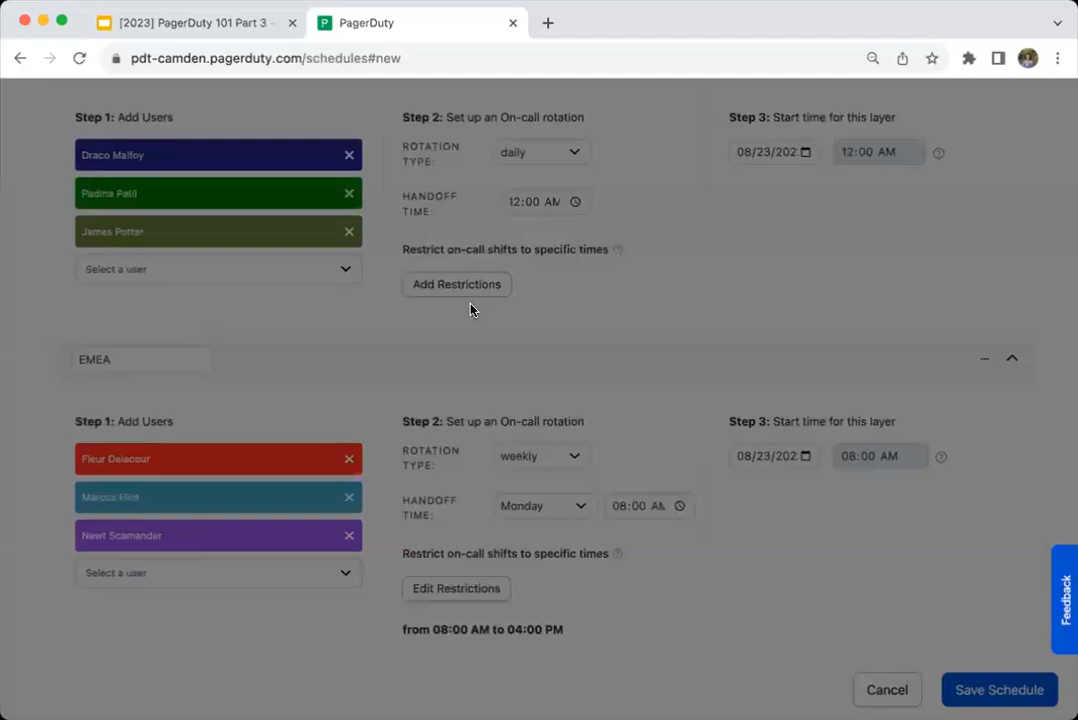 [2023] PagerDuty 101 Part 3 -
PagerDuty
pdt-camden.pagerduty.com/schedules#new
Step 1: Add Users
Step 2: Set up an On-call rotation
Step 3: Start time for this layer
Draco Malfoy
Padma Patil
James Potter
Select a user
ROTATION
TYPE:
daily
HANDOFF
TIME:
12:00 AM
Restrict on-call shifts to specific times
Add Restrictions
08/23/202
12:00 AM
EMEA
Step 1: Add Users
Step 2: Set up an On-call rotation
Step 3: Start time for this layer
Fleur Delacour
Marcus Flint
Newt Scamander
Select a user
ROTATION
TYPE:
weekly
HANDOFF
TIME:
Monday
08:00 AM
Restrict on-call shifts to specific times
Edit Restrictions
from 08:00 AM to 04:00 PM
08/23/202
08:00 AM
Feedback
Cancel
Save Schedule